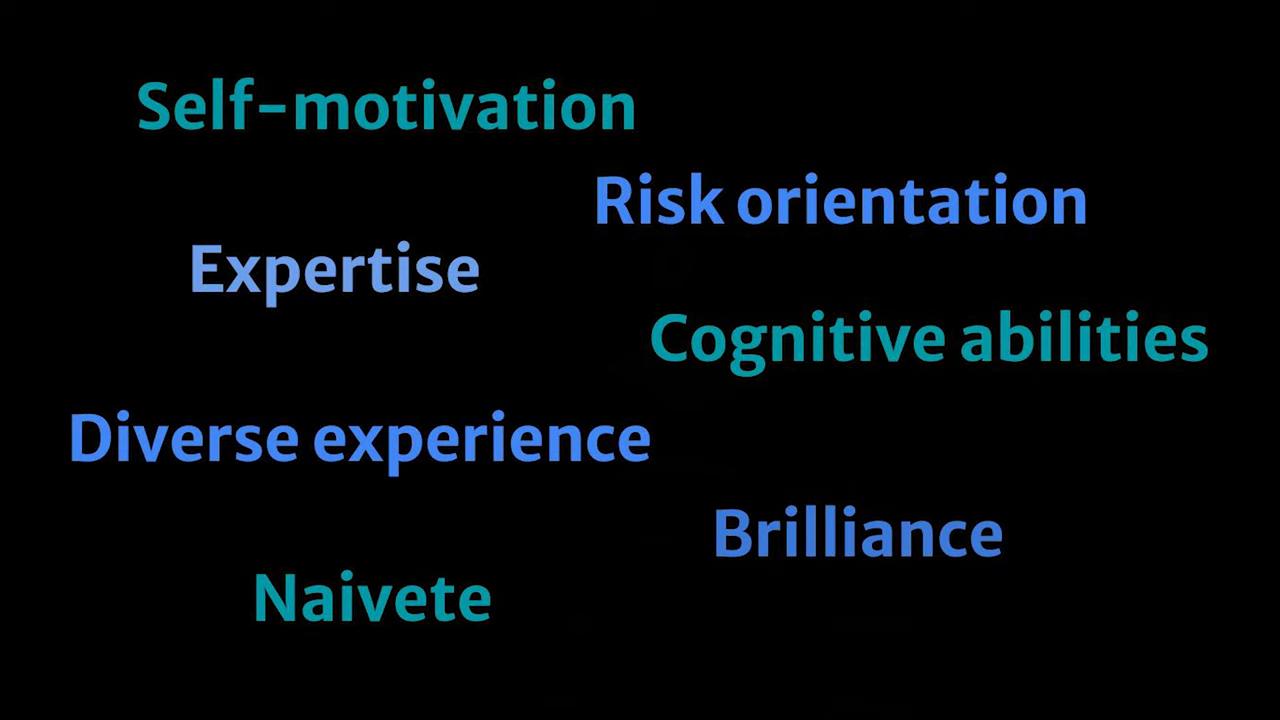 Self-motivation
Risk orientation
Expertise
Cognitive abilities
Diverse experience
Brilliance
Naivete